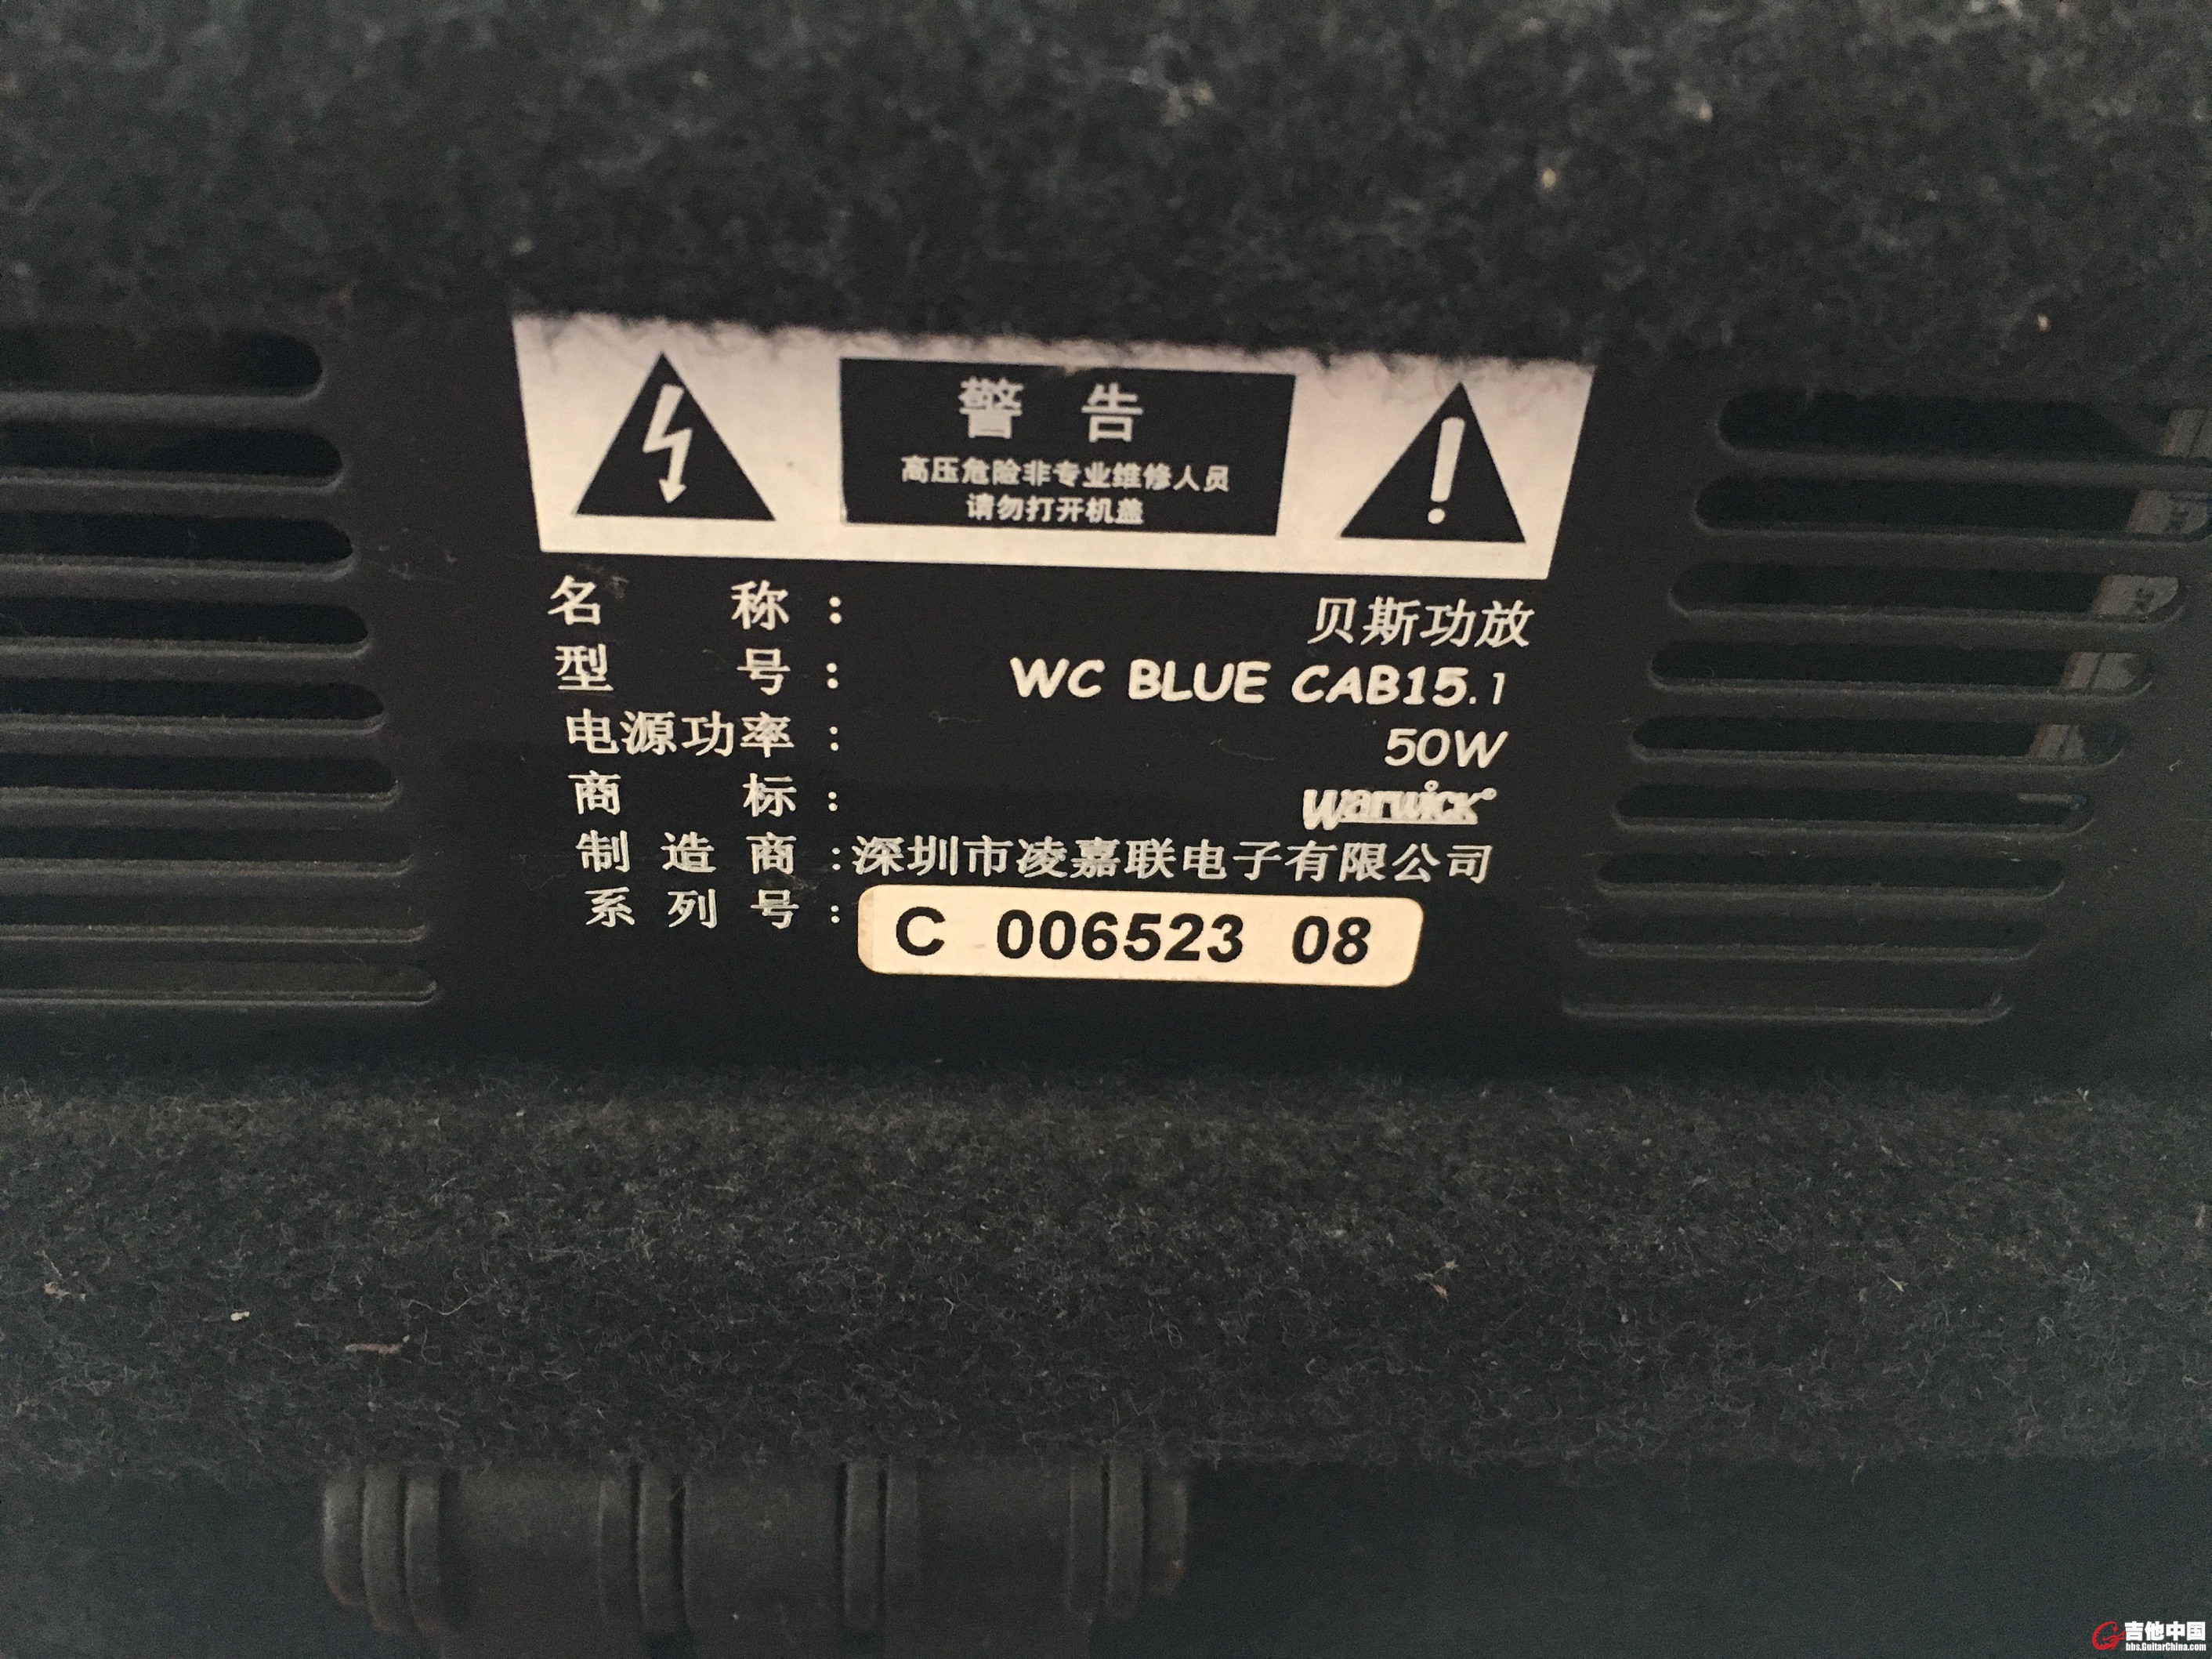 警 告
高压危险非专业维修人员
请勿打开机盖
名 称 : 贝斯功放
型 号 : WC BLUE CAB15.1
电源功率 : 50W
商 标 : Warwick
制 造 商 :深圳市凌嘉联电子有限公司
系 列 号 : C 006523 08
吉他中国
bbs.GuitarChina.com